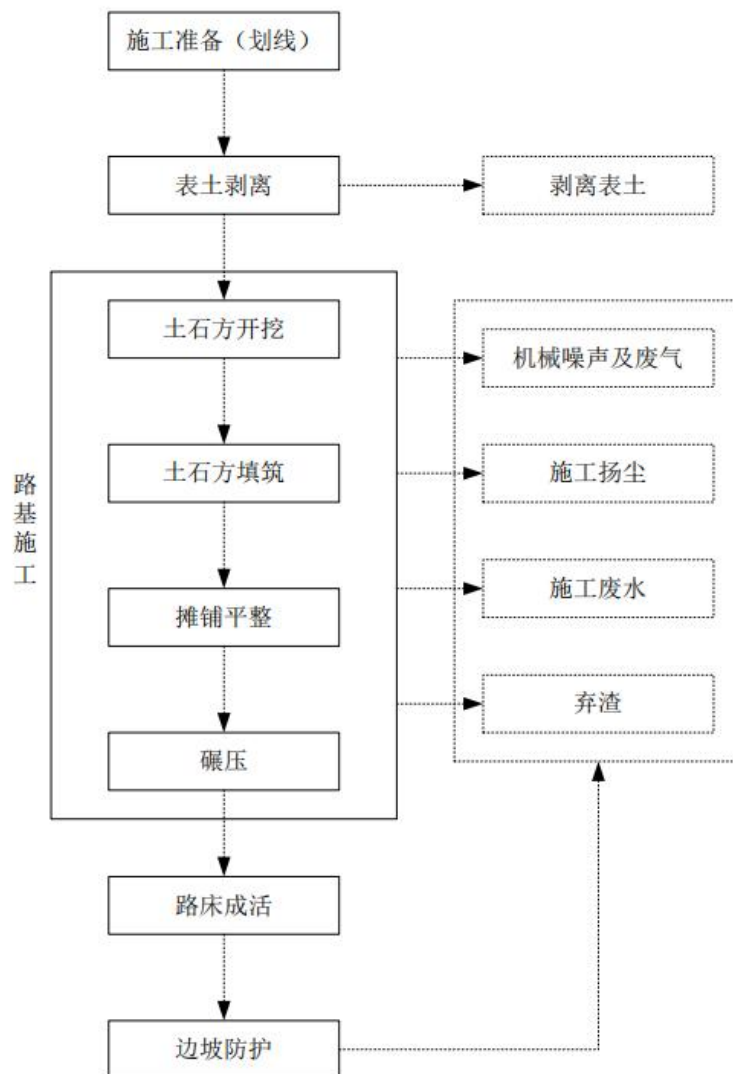 施工准备（划线）
表土剥离
剥离表土
路基施工
土石方开挖
土石方填筑
摊铺平整
碾压
机械噪声及废气
施工扬尘
施工废水
弃渣
路床成活
边坡防护